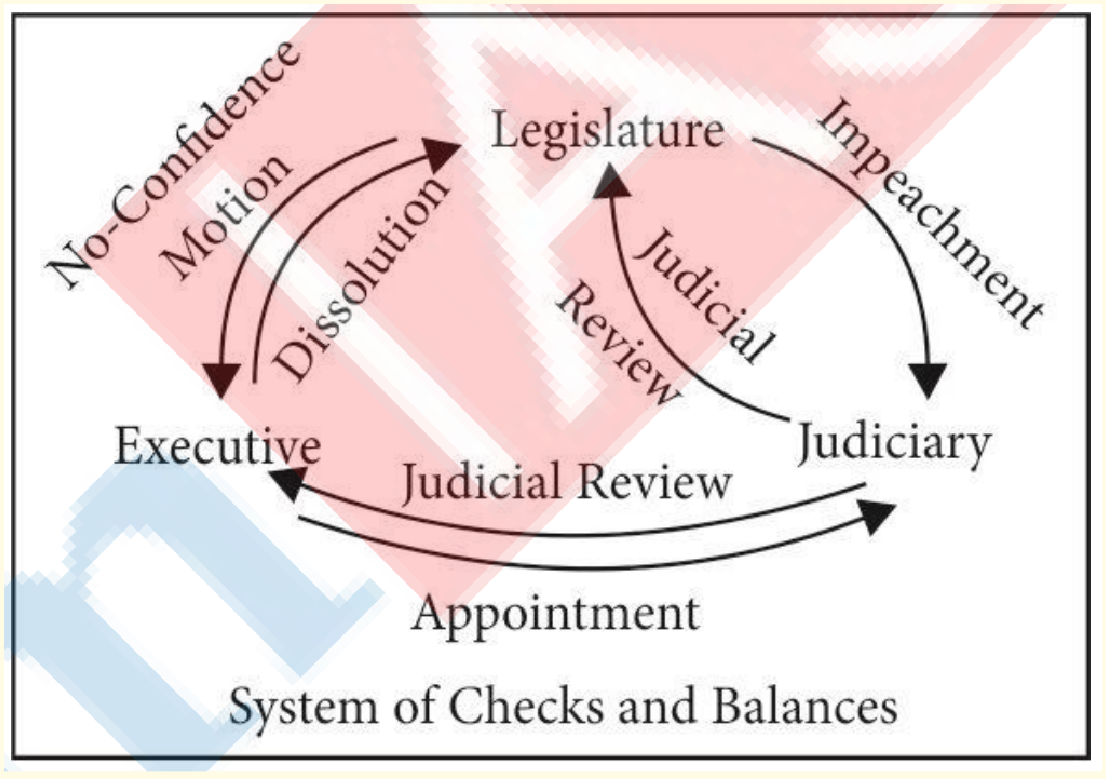 No-Confidence
Motion
Dissolution
Legislature
Impeachment
Judicial
Review
Executive
Judiciary
Judicial Review
Appointment
System of Checks and Balances